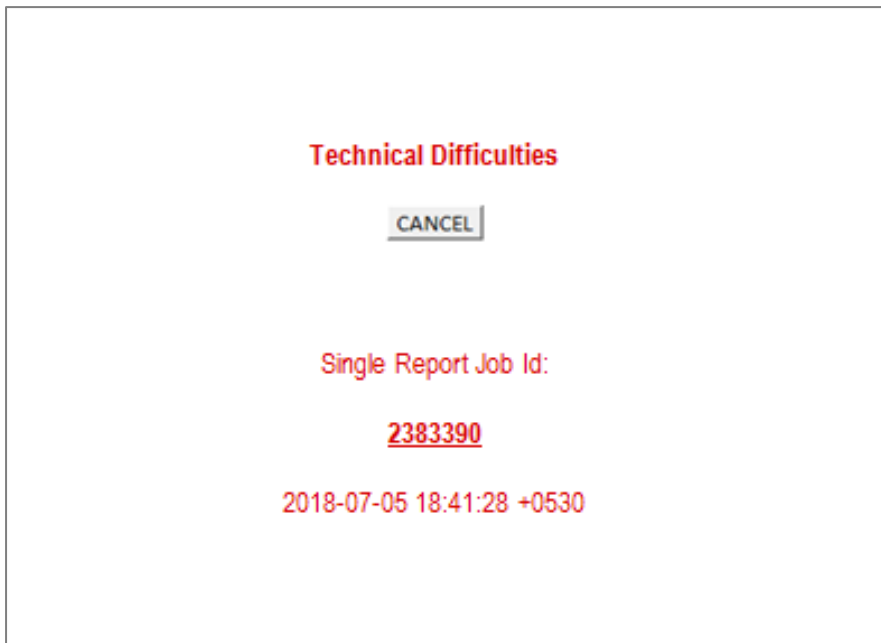 Technical Difficulties
CANCEL
Single Report Job Id:
2383390
2018-07-05 18:41:28 +0530